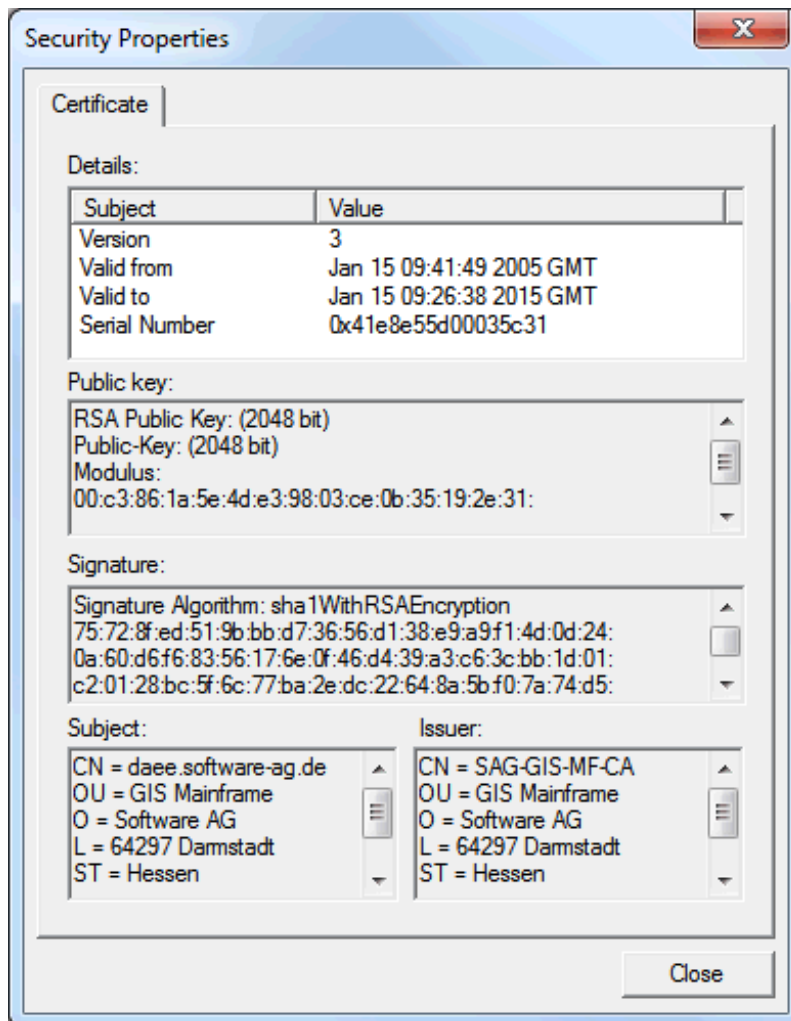 Security Properties
Certificate
Details:
Subject Value
Version 3
Valid from Jan 15 09:41:49 2005 GMT
Valid to Jan 15 09:26:38 2015 GMT
Serial Number 0x41e8e55d00035c31
Public key:
RSA Public Key: (2048 bit)
Public-Key: (2048 bit)
Modulus:
00:c3:86:1a:5e:4d:e3:98:03:ce:0b:35:19:2e:31:
Signature:
Signature Algorithm: sha1WithRSAEncryption
75:72:8f:ed:51:9b:bb:d7:36:56:d1:38:e9:a9:f1:4d:0d:24:
0a:60:d6:f6:83:56:17:6e:0f:46:d4:39:a3:c6:3c:bb:1d:01:
c2:01:28:bc:5f:6c:77:ba:2e:dc:22:64:8a:5b:f0:7a:74:d5:
Subject:
CN = daee.software-ag.de
OU = GIS Mainframe
O = Software AG
L = 64297 Darmstadt
ST = Hessen
Issuer:
CN = SAG-GIS-MF-CA
OU = GIS Mainframe
O = Software AG
L = 64297 Darmstadt
ST = Hessen
Close